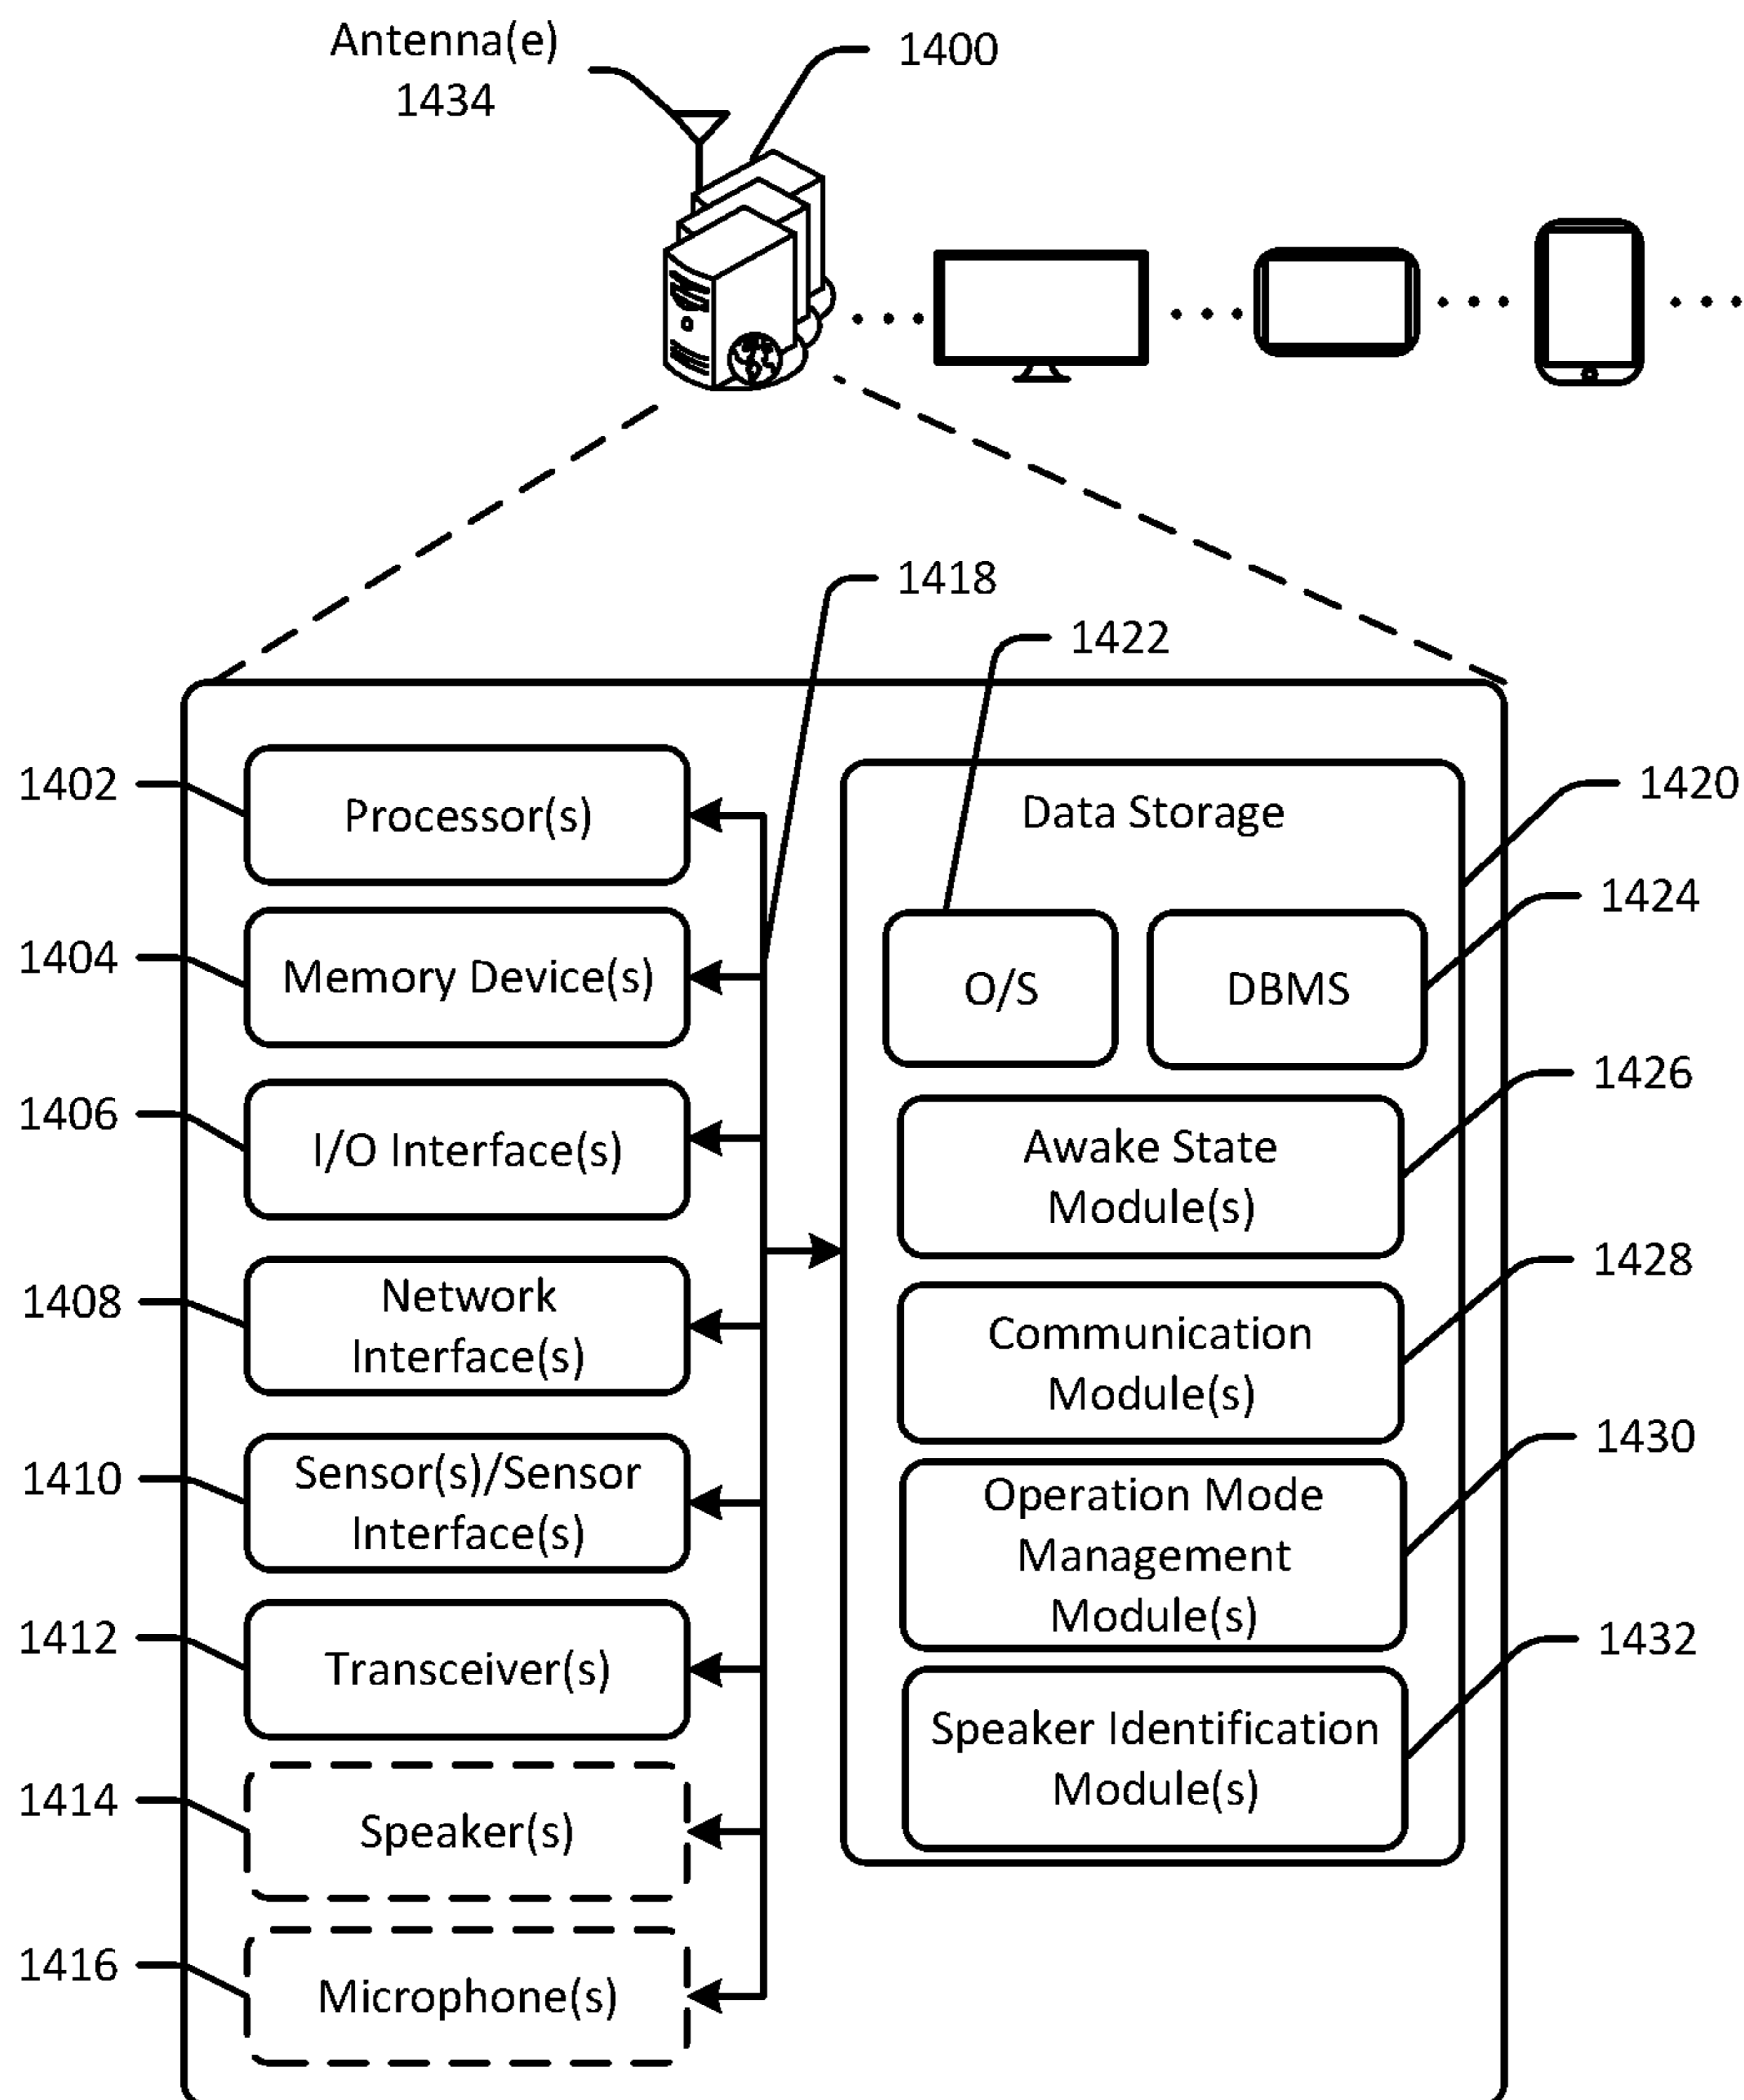 Antenna(e)
1434
1400
1418
1422
1402
Processor(s)
1404
Memory Device(s)
1406
I/O Interface(s)
1408
Network
Interface(s)
1410
Sensor(s)/Sensor
Interface(s)
1412
Transceiver(s)
1414
Speaker(s)
1416
Microphone(s)
Data Storage
1420
O/S
DBMS
1424
Awake State
Module(s)
1426
Communication
Module(s)
1428
Operation Mode
Management
Module(s)
1430
Speaker Identification
Module(s)
1432